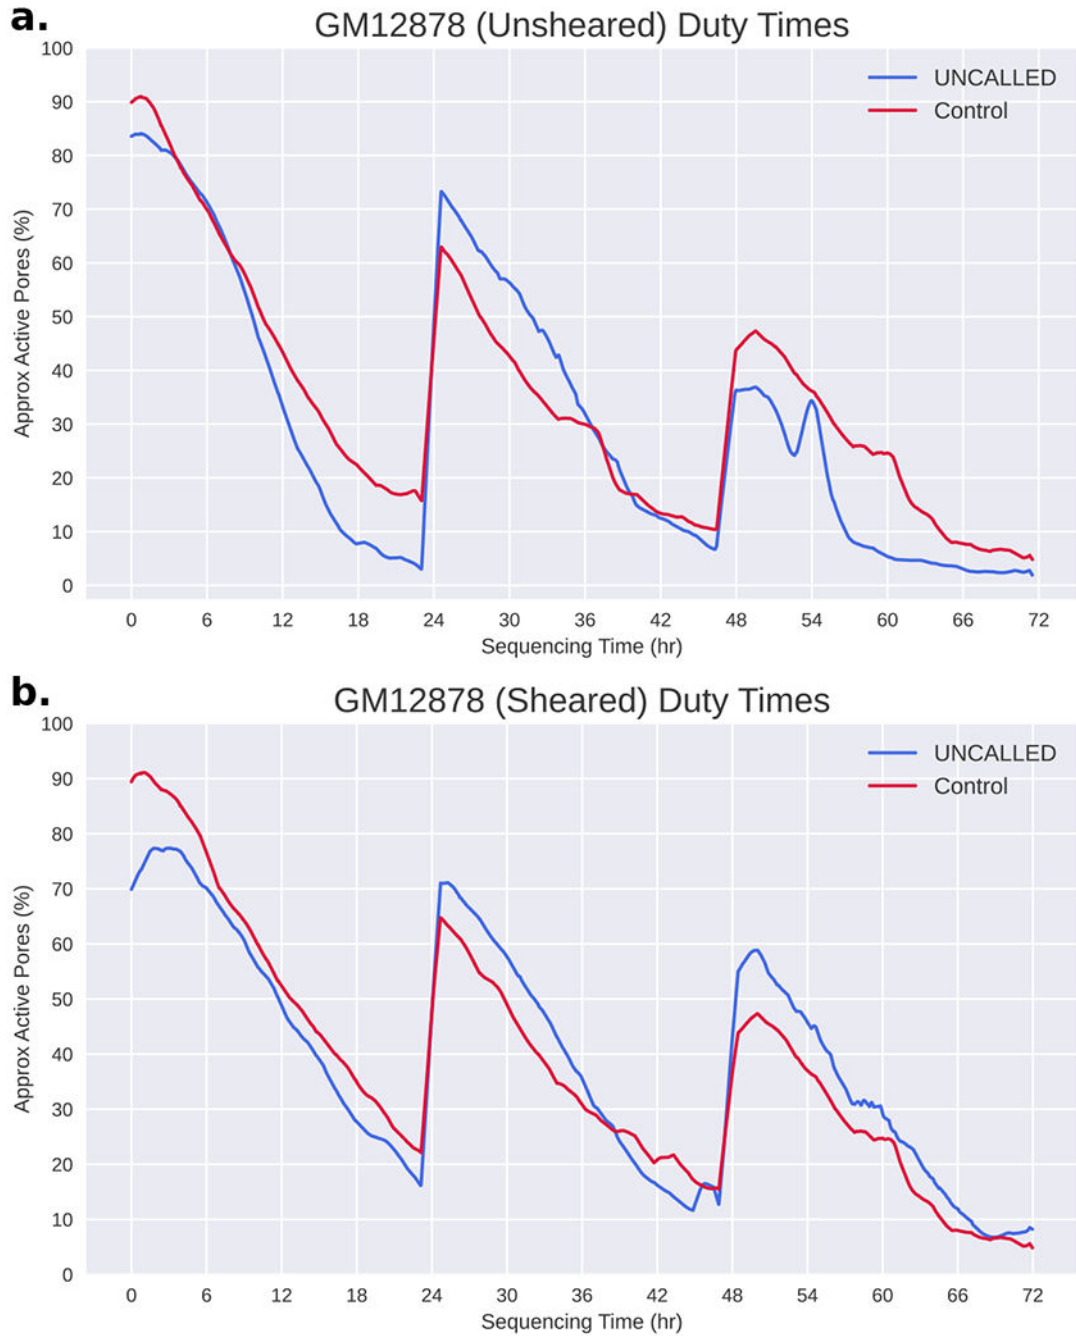 a.
GM12878 (Unsheared) Duty Times
100
90
80
70
60
50
40
30
20
10
0
Approx Active Pores (%)
UNCALLED
Control
0 6 12 18 24 30 36 42 48 54 60 66 72
Sequencing Time (hr)
b.
GM12878 (Sheared) Duty Times
100
90
80
70
60
50
40
30
20
10
0
Approx Active Pores (%)
UNCALLED
Control
0 6 12 18 24 30 36 42 48 54 60 66 72
Sequencing Time (hr)